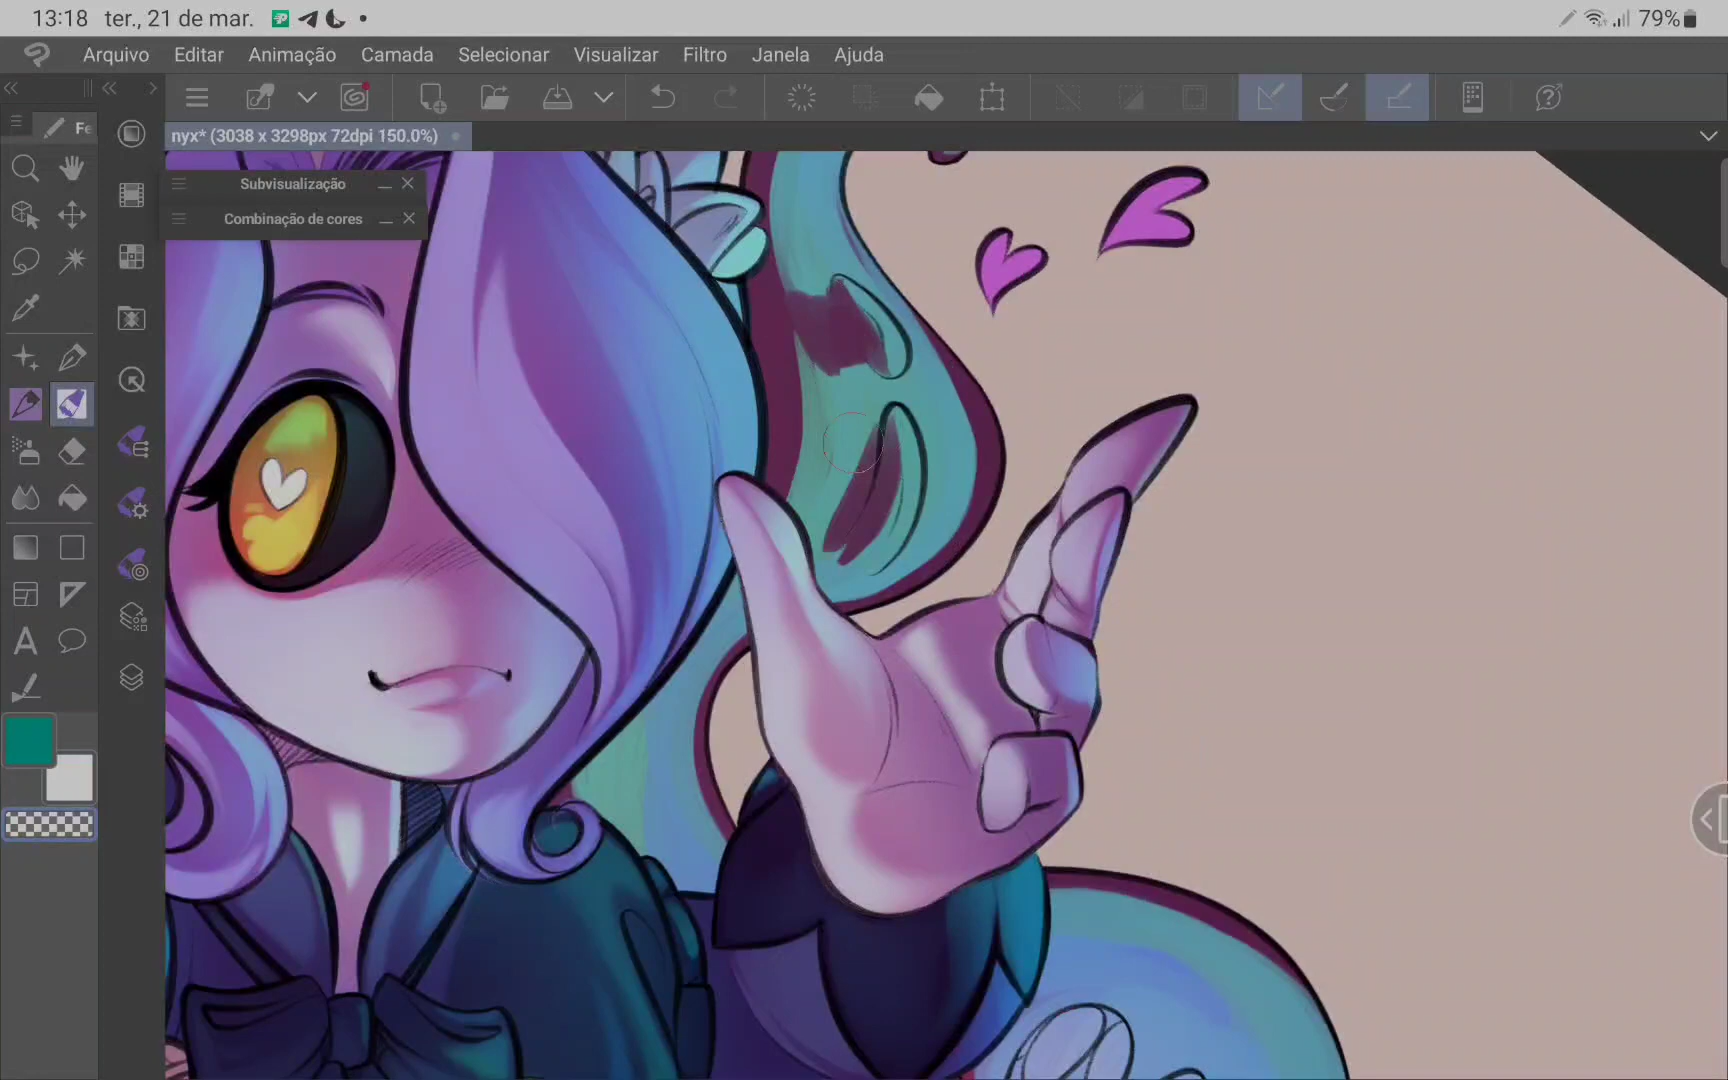 13:18 ter., 21 de mar. 79%
Arquivo Editar Animação Camada Selecionar Visualizar Filtro Janela Ajuda
Fe
nyx* (3038 x 3298px 72dpi 150.0%)
Subvisualização
Combinação de cores